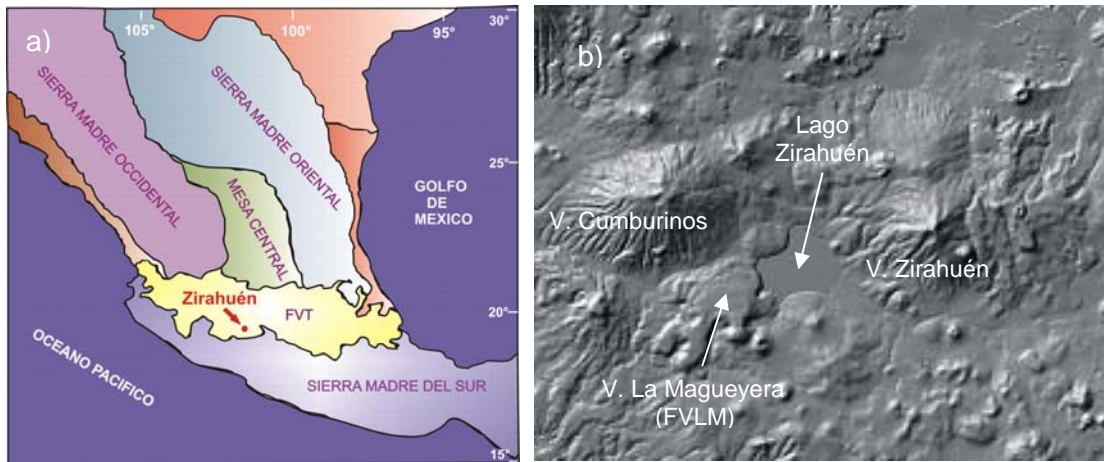 a)
105°
100°
95°
30°
SIERRA MADRE OCCIDENTAL
SIERRA MADRE ORIENTAL
MESA CENTRAL
25°
GOLFO
DE
MEXICO
Zirahuén
FVT
20°
OCEANO PACIFICO
SIERRA MADRE DEL SUR
15°
b)
Lago
Zirahuén
V. Cumburinos
V. Zirahuén
V. La Magueyera
(FVLM)